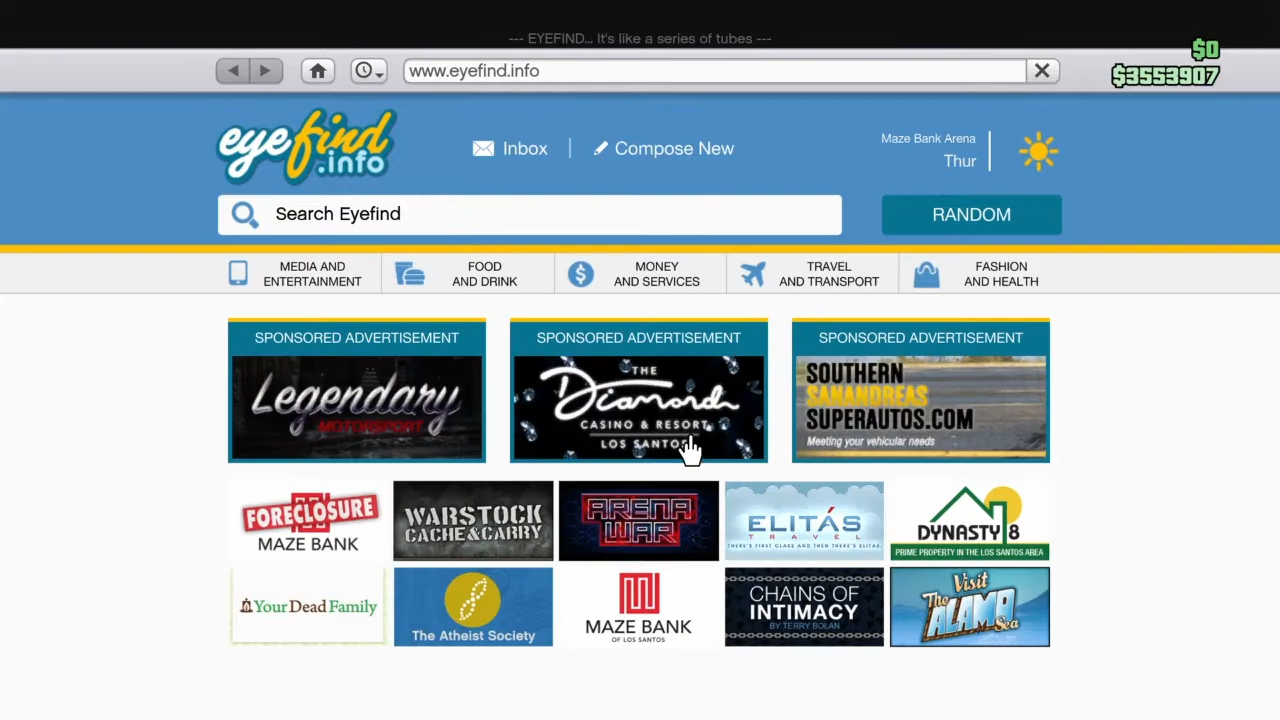 --- EYEFIND... It's like a series of tubes ---
$0
www.eyefind.info
$3553907
eyefind.info
Inbox | Compose New
Maze Bank Arena
Thur
Search Eyefind
RANDOM
MEDIA AND
ENTERTAINMENT
FOOD
AND DRINK
MONEY
AND SERVICES
TRAVEL
AND TRANSPORT
FASHION
AND HEALTH
SPONSORED ADVERTISEMENT
Legendary
MOTORSPORT
SPONSORED ADVERTISEMENT
THE
Diamond
CASINO & RESORT
LOS SANTOS
SPONSORED ADVERTISEMENT
SOUTHERN
SANANDREAS
SUPERAUTOS.COM
Meeting your vehicular needs
FORECLOSURE
MAZE BANK
WARSTOCK
CACHE&CARRY
ARENA
WAR
ELITÁS
TRAVEL
THERE'S FIRST CLASS AND THEN THERE'S ELITAS
DYNASTY 8
PRIME PROPERTY IN THE LOS SANTOS AREA
YourDeadFamily
The Atheist Society
MAZE BANK
OF LOS SANTOS
CHAINS OF
INTIMACY
BY TERRY BOLAN
Visit
The
ALAMO
Sea